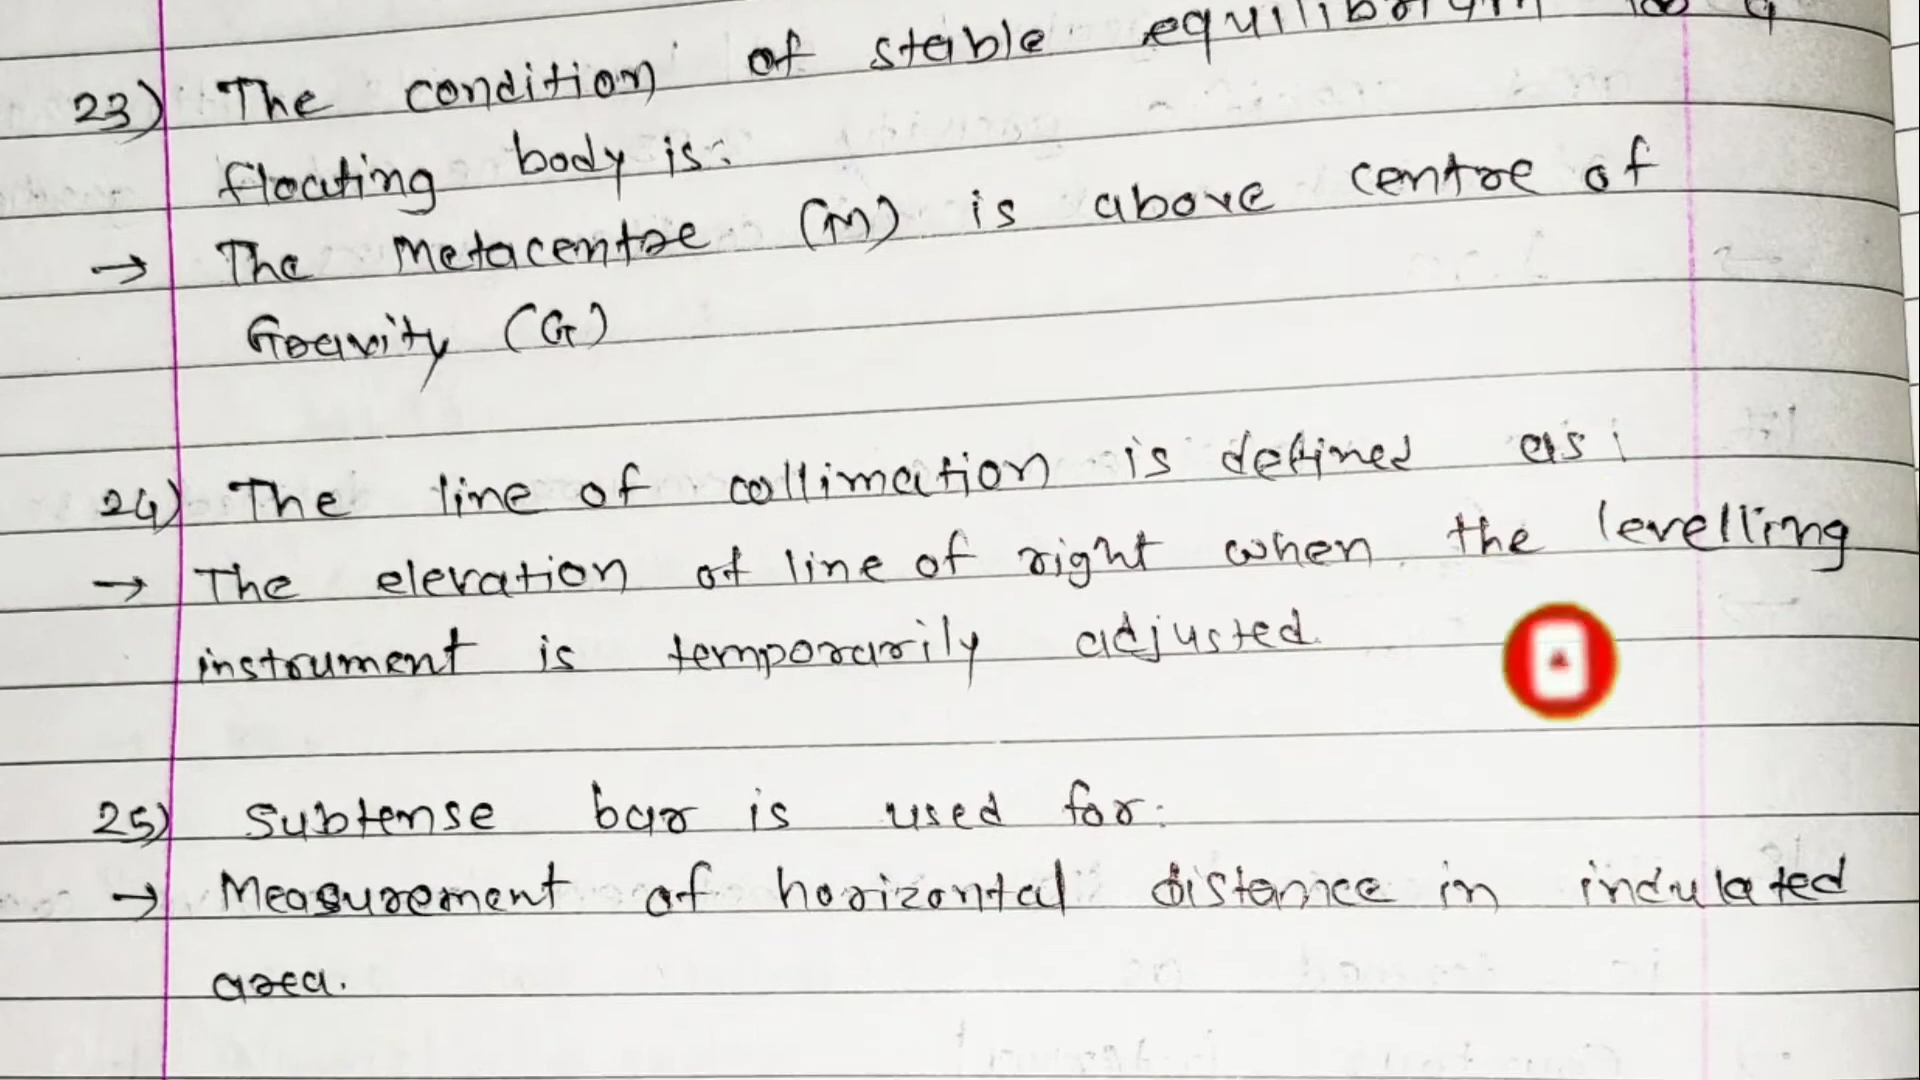 23) The condition of stable equilibrium for a
floating body is:
→ The Metacentre (M) is above centre of
Gravity (G)
24) The line of collimation is defined as:
→ The elevation of line of right when the levelling
instrument is temporarily adjusted.
25) Subtense bar is used for:
→ Measurement of horizontal distance in indulated
area.